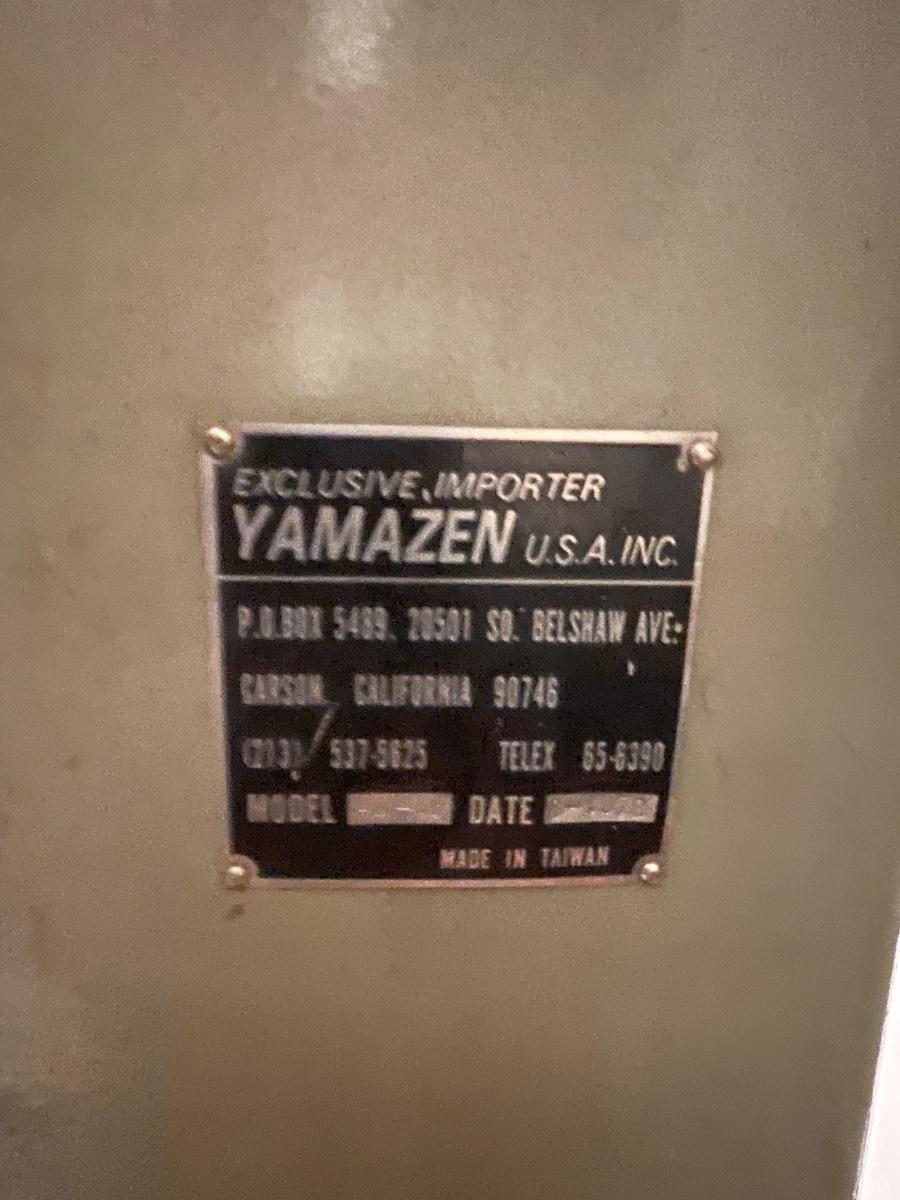 EXCLUSIVE IMPORTER
YAMAZEN U.S.A. INC.
P.O.BOX 5489, 20501 SO. BELSHAW AVE.
CARSON, CALIFORNIA 90746
(213) 537-5625 TELEX 65-6390
MODEL DATE
MADE IN TAIWAN